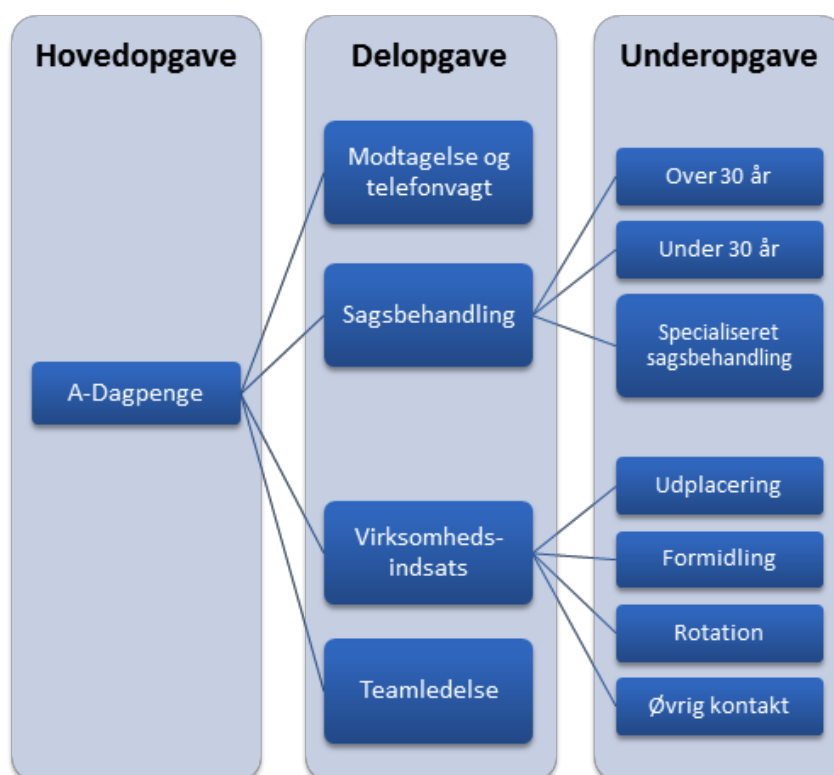 Hovedopgave
Delopgave
Underopgave
A-Dagpenge
Modtagelse og
telefonvagt
Sagsbehandling
Virksomheds-
indsats
Teamledelse
Over 30 år
Under 30 år
Specialiseret
sagsbehandling
Udplacering
Formidling
Rotation
Øvrig kontakt